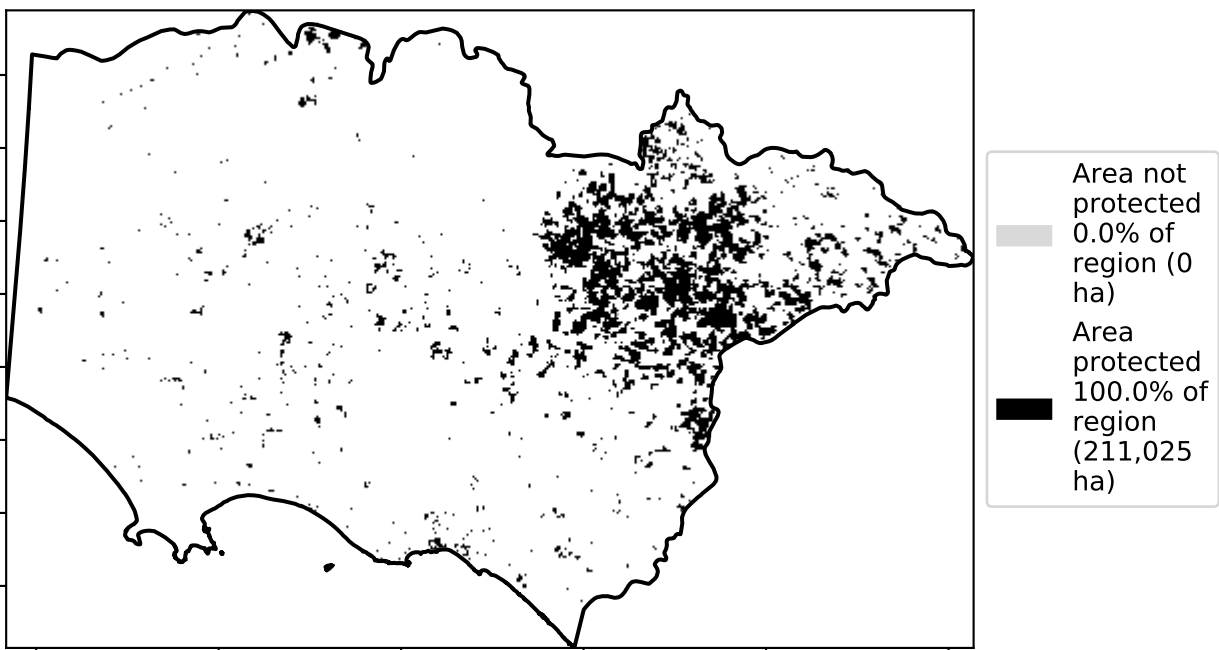 Area not
protected
0.0% of
region (0
ha)
Area
protected
100.0% of
region
(211,025
ha)